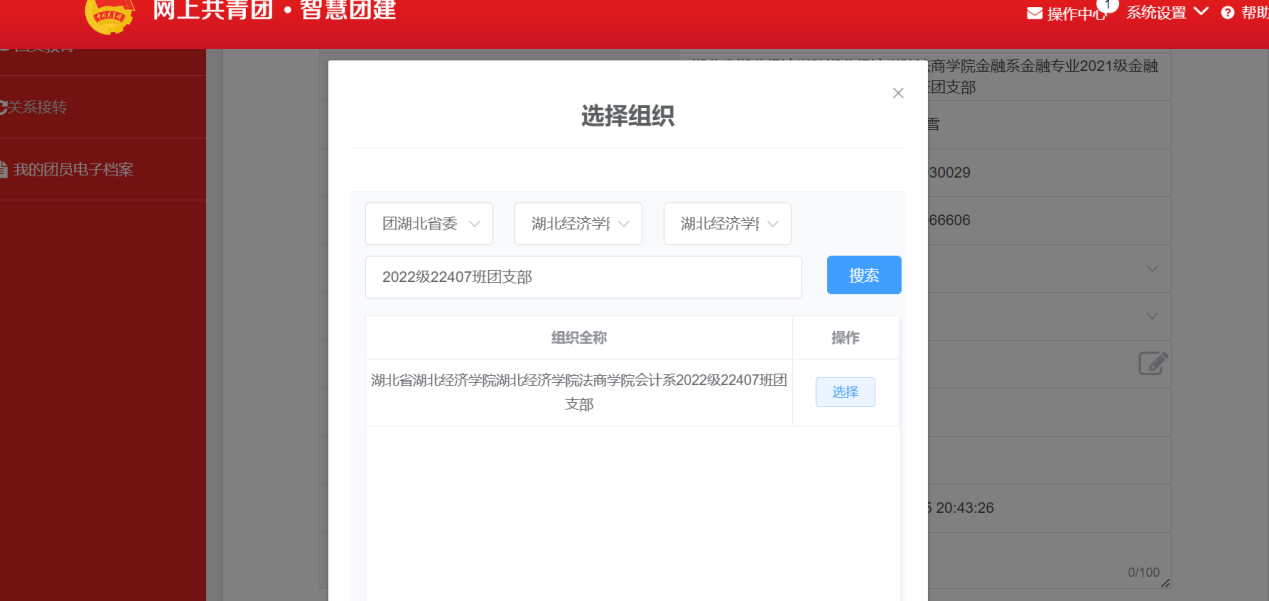 网上共青团·智慧团建
操作中心 1 系统设置 帮助
关系接转
我的团员电子档案
商学院金融系金融专业2021级金融
团支部
雪
30029
66606
5 20:43:26
0/100
选择组织
团湖北省委 湖北经济学院 湖北经济学院
2022级22407班团支部 搜索
组织全称 操作
湖北省湖北经济学院湖北经济学院法商学院会计系2022级22407班团
支部
选择